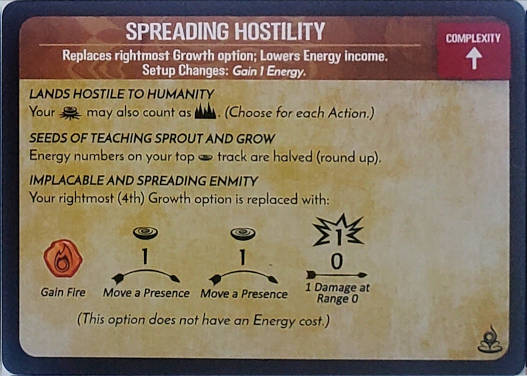 SPREADING HOSTILITY
Replaces rightmost Growth option; Lowers Energy income.
Setup Changes: Gain 1 Energy.
COMPLEXITY
LANDS HOSTILE TO HUMANITY
Your may also count as . (Choose for each Action.)
SEEDS OF TEACHING SPROUT AND GROW
Energy numbers on your top track are halved (round up).
IMPLACABLE AND SPREADING ENMITY
Your rightmost (4th) Growth option is replaced with:
1
1
1
0
Gain Fire
Move a Presence
Move a Presence
1 Damage at
Range 0
(This option does not have an Energy cost.)